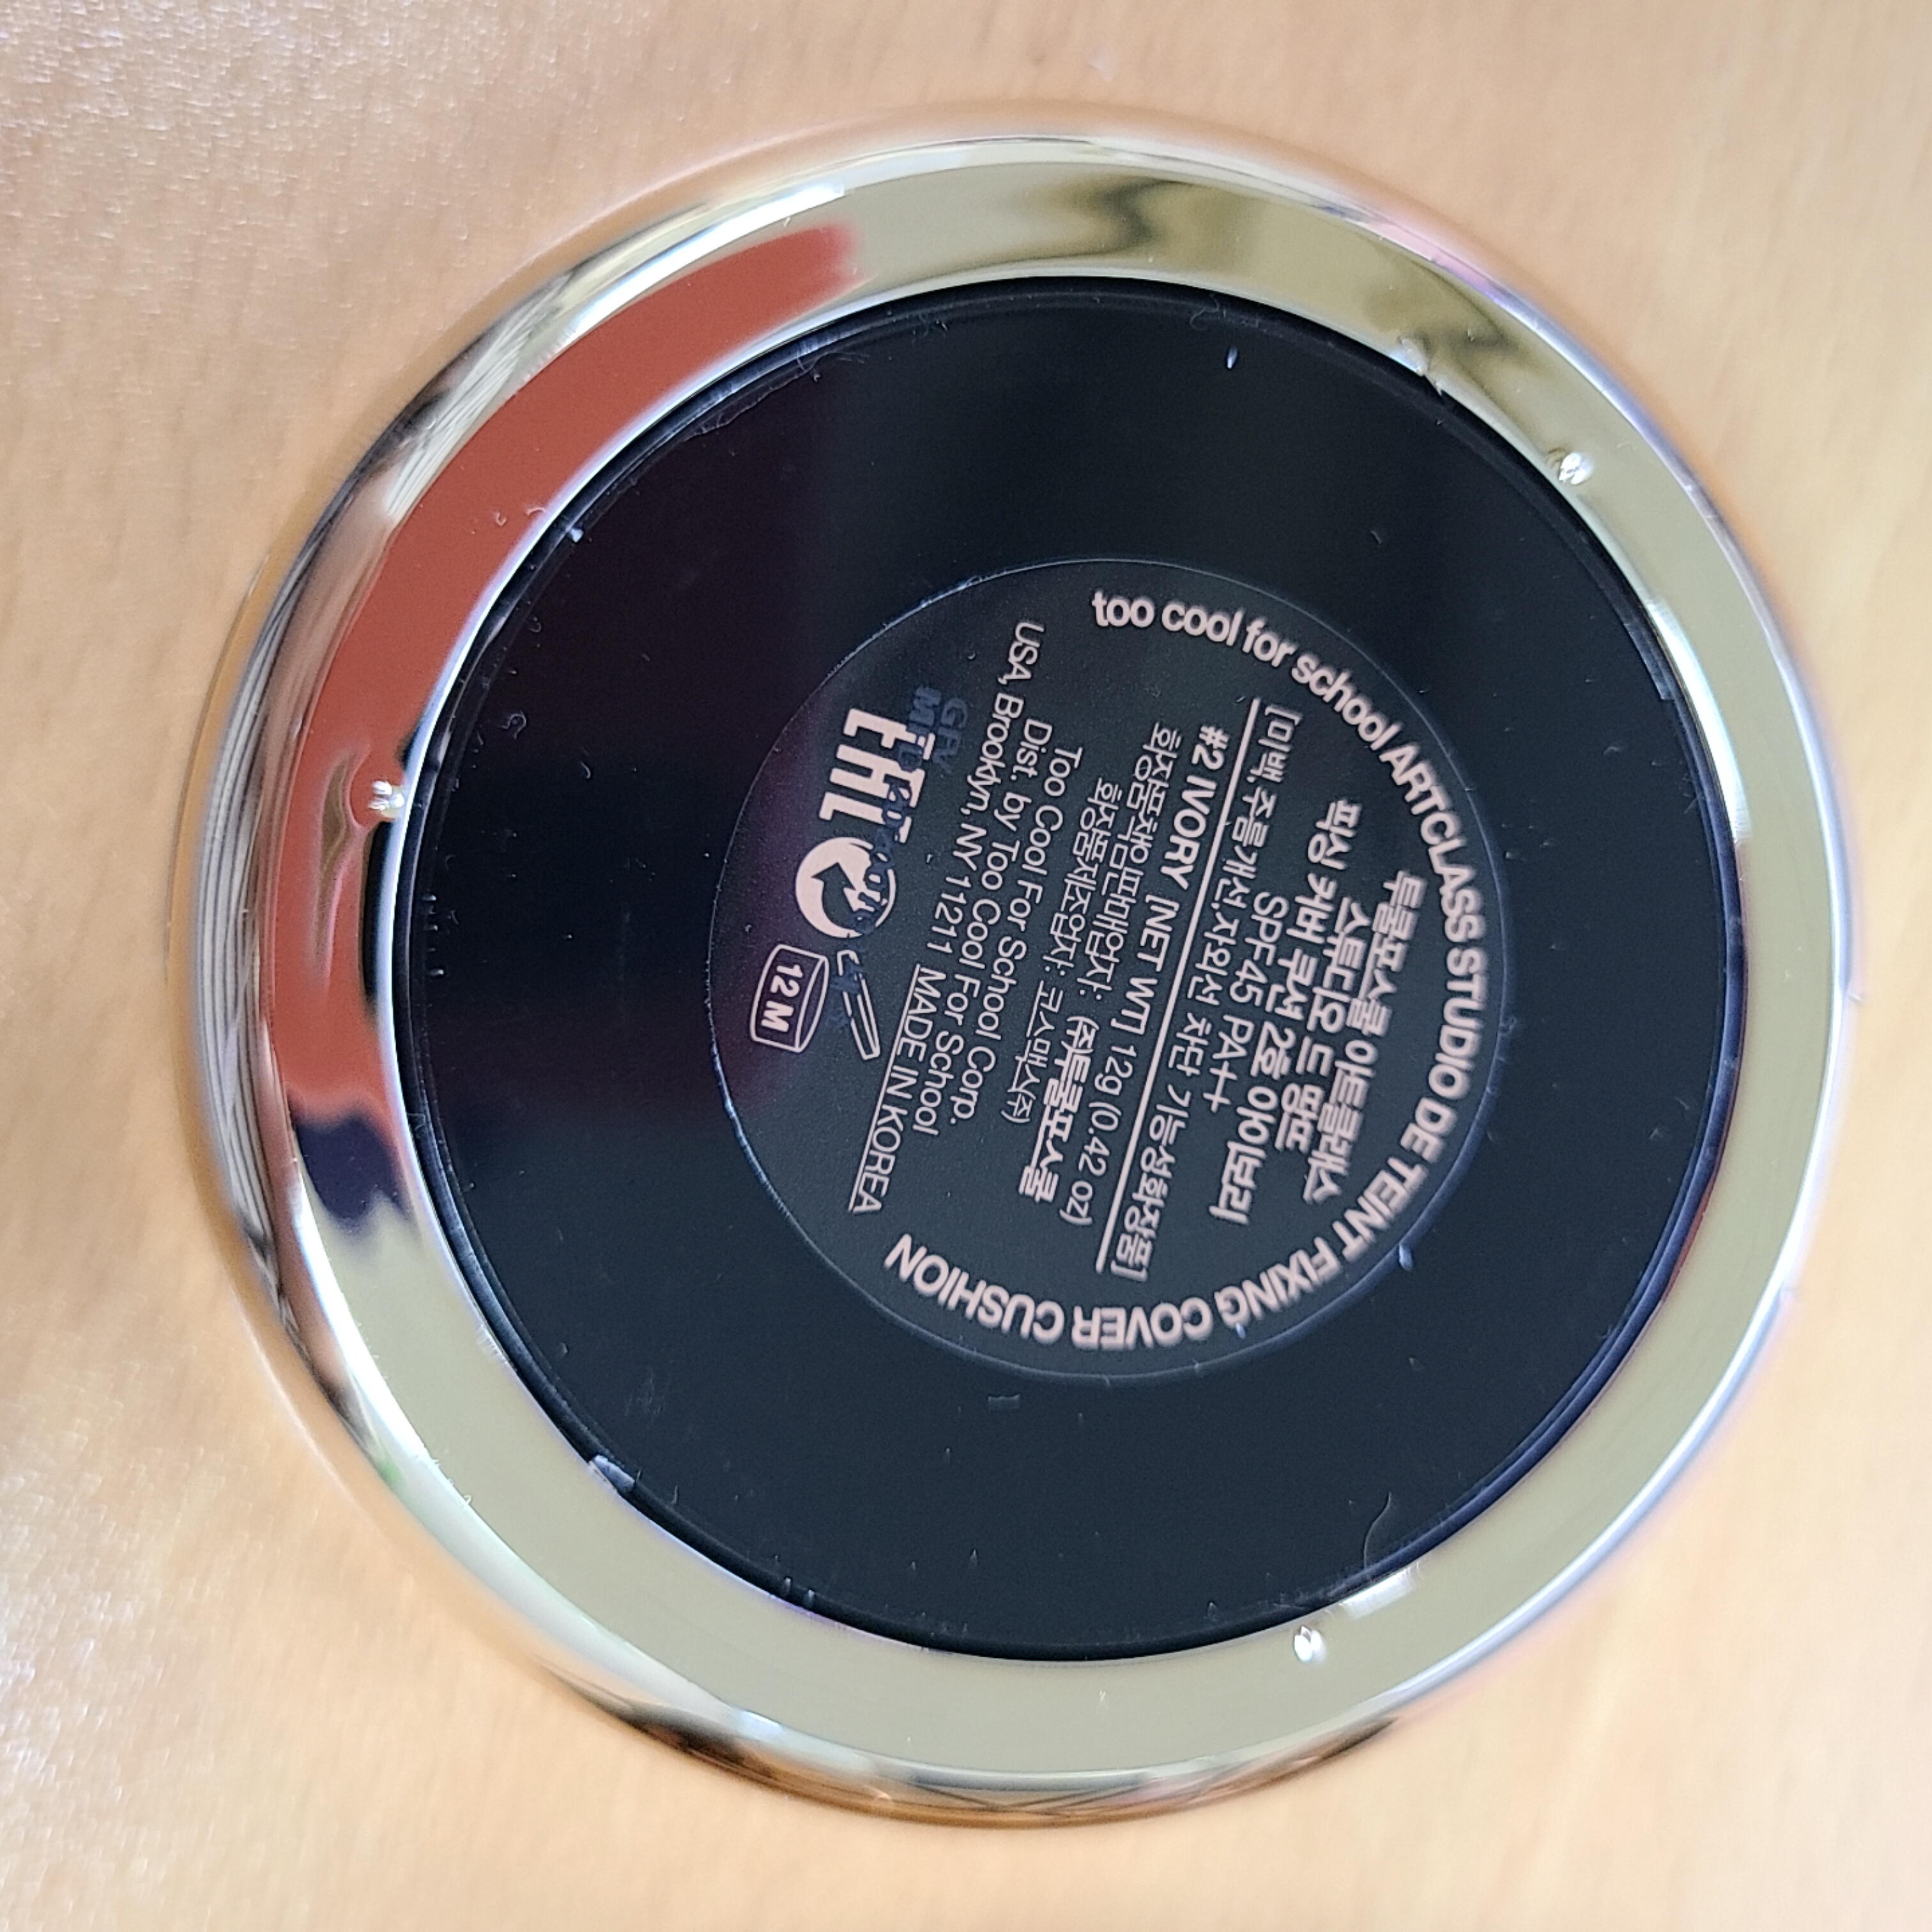 too cool for school ARTCLASS STUDIO DE TEINT FIXING COVER CUSHION
투쿨포스쿨 아트클래스
스튜디오 드 땡뜨
픽싱 커버 쿠션 2호 아이보리
SPF45 PA++
[미백, 주름개선,자외선 차단 기능성화장품]
#2 IVORY [NET WT.] 12g (0.42 oz)
화장품책임판매업자: (주)투쿨포스쿨
화장품제조업자: 코스맥스(주)
Too Cool For School Corp.
Dist. by Too Cool For School
USA, Brooklyn, NY 11211 MADE IN KOREA
EAC
12M